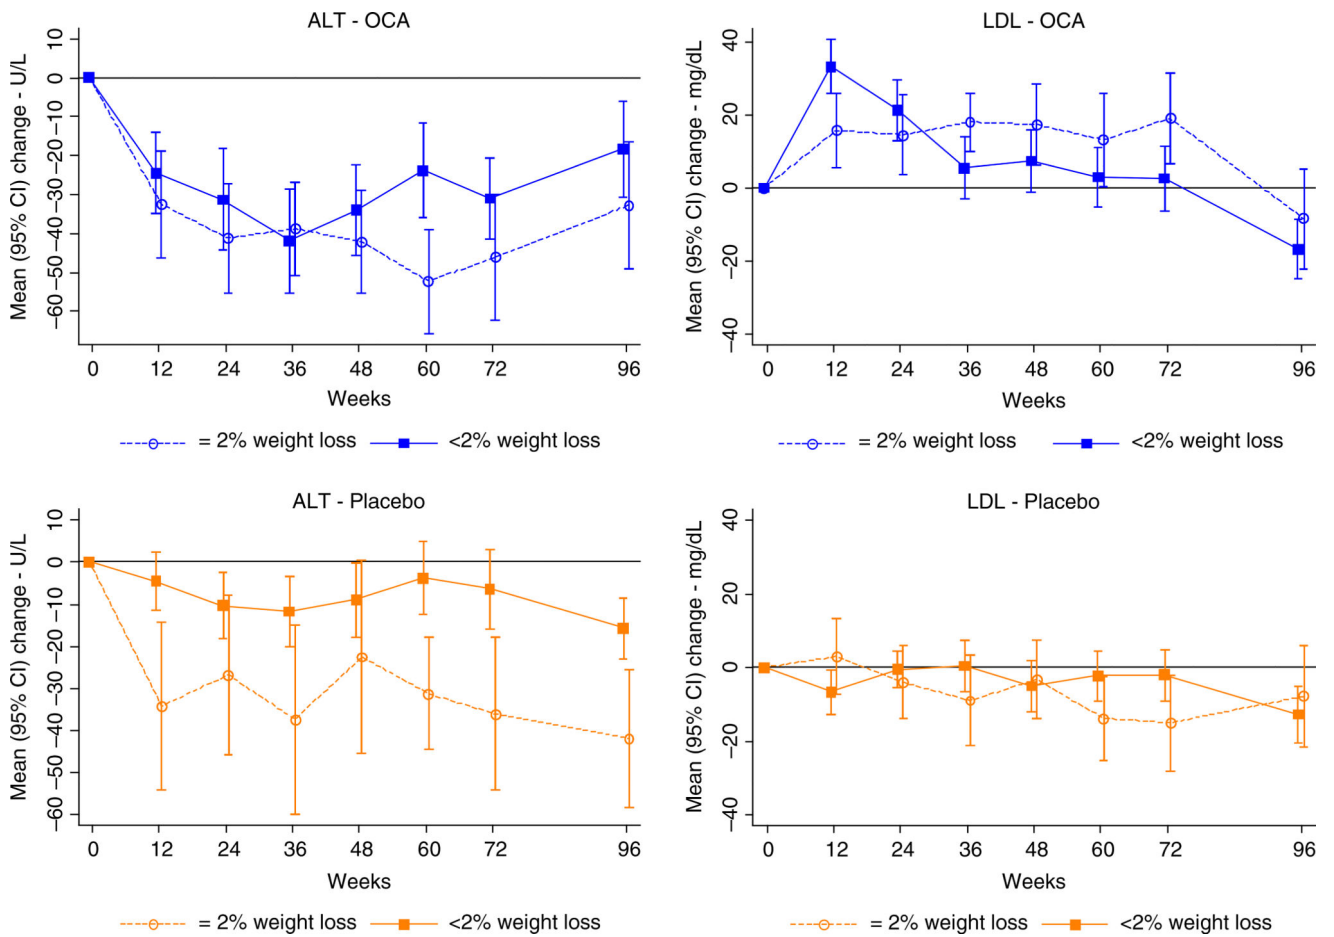 ALT - OCA
Mean (95% CI) change - U/L
10
0
−10
−20
−30
−40
−50
−60
0 12 24 36 48 60 72 96
Weeks
= 2% weight loss <2% weight loss
LDL - OCA
Mean (95% CI) change - mg/dL
40
20
0
−20
−40
0 12 24 36 48 60 72 96
Weeks
= 2% weight loss <2% weight loss
ALT - Placebo
Mean (95% CI) change - U/L
10
0
−10
−20
−30
−40
−50
−60
0 12 24 36 48 60 72 96
Weeks
= 2% weight loss <2% weight loss
LDL - Placebo
Mean (95% CI) change - mg/dL
40
20
0
−20
−40
0 12 24 36 48 60 72 96
Weeks
= 2% weight loss <2% weight loss